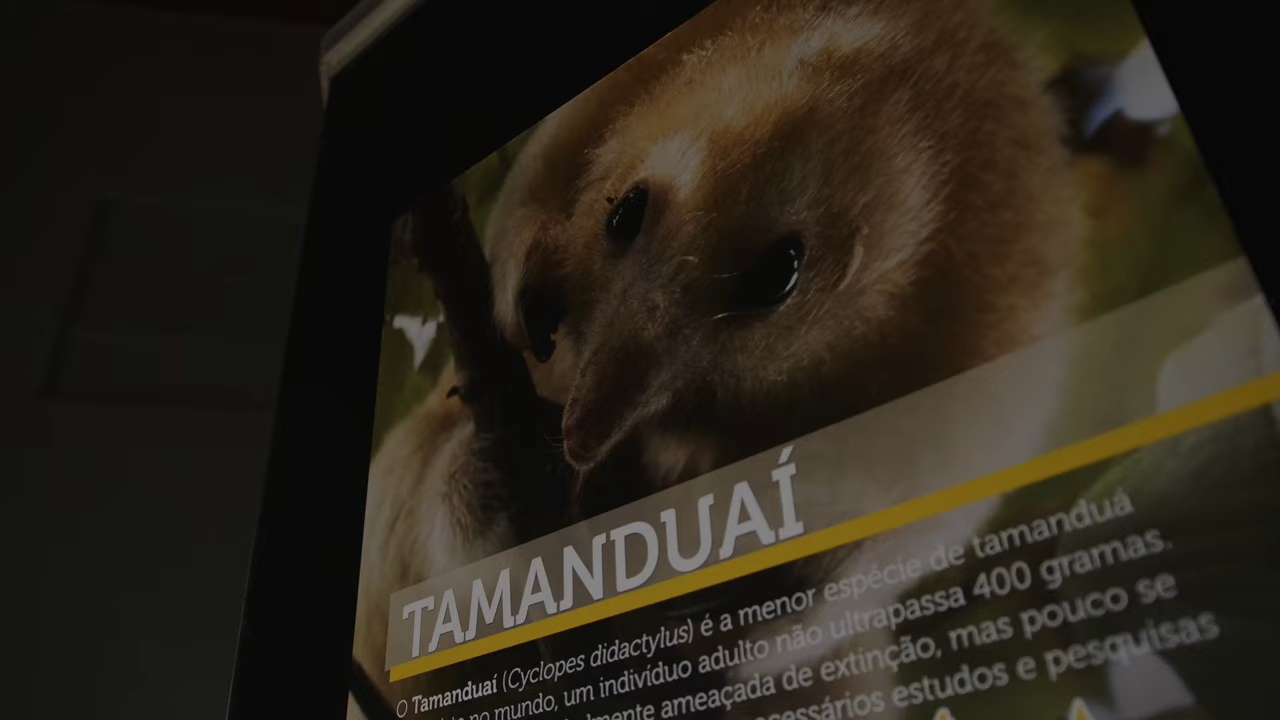 TAMANDUAÍ
O Tamanduaí (Cyclopes didactylus) é a menor espécie de tamanduá
no mundo, um indivíduo adulto não ultrapassa 400 gramas.
ameaçada de extinção, mas pouco se
estudos e pesquisas